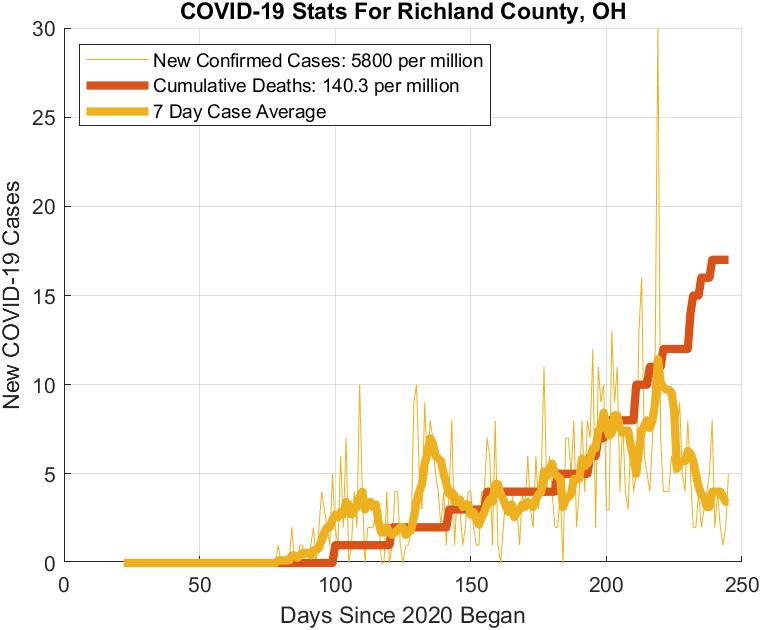 COVID-19 Stats For Richland County, OH
New Confirmed Cases: 5800 per million
Cumulative Deaths: 140.3 per million
7 Day Case Average
New COVID-19 Cases
30
25
20
15
10
5
0
0 50 100 150 200 250
Days Since 2020 Began